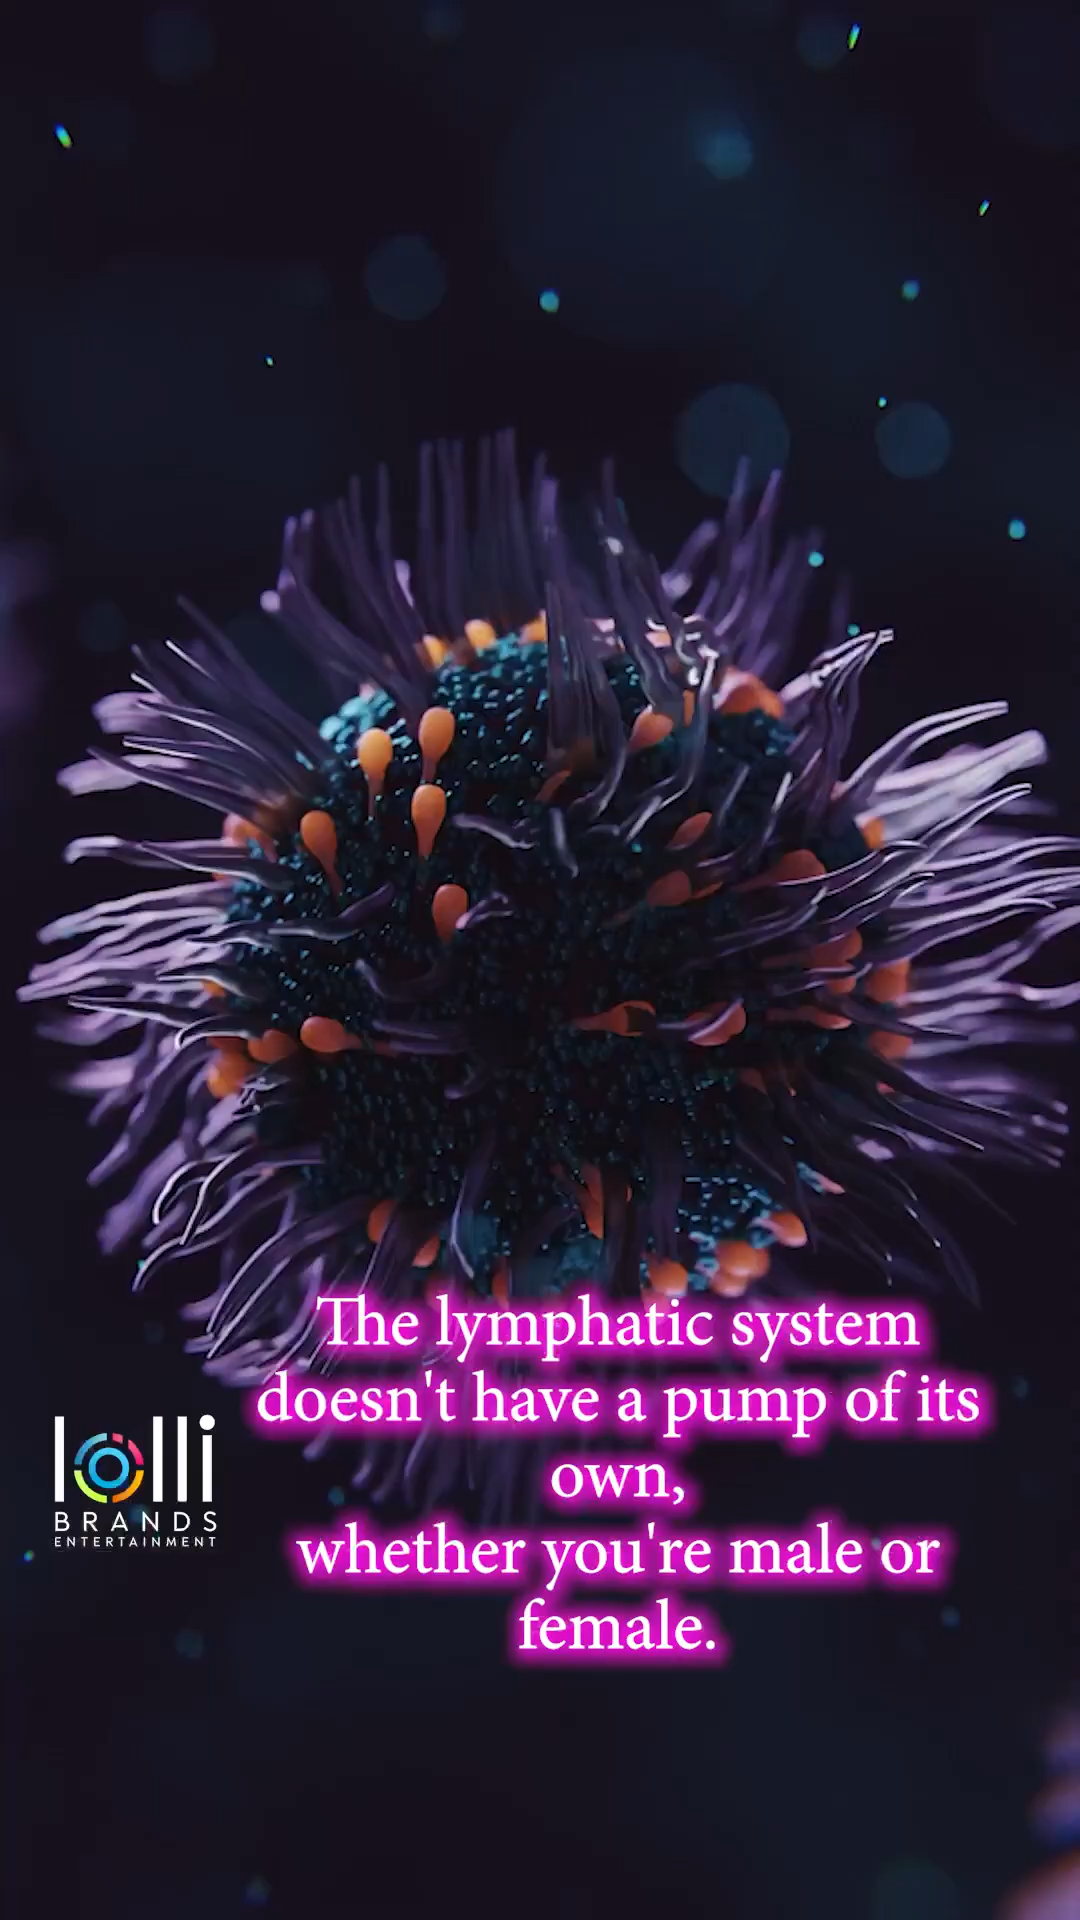 The lymphatic system
doesn't have a pump of its
own,
whether you're male or
female.
lolli
BRANDS
ENTERTAINMENT